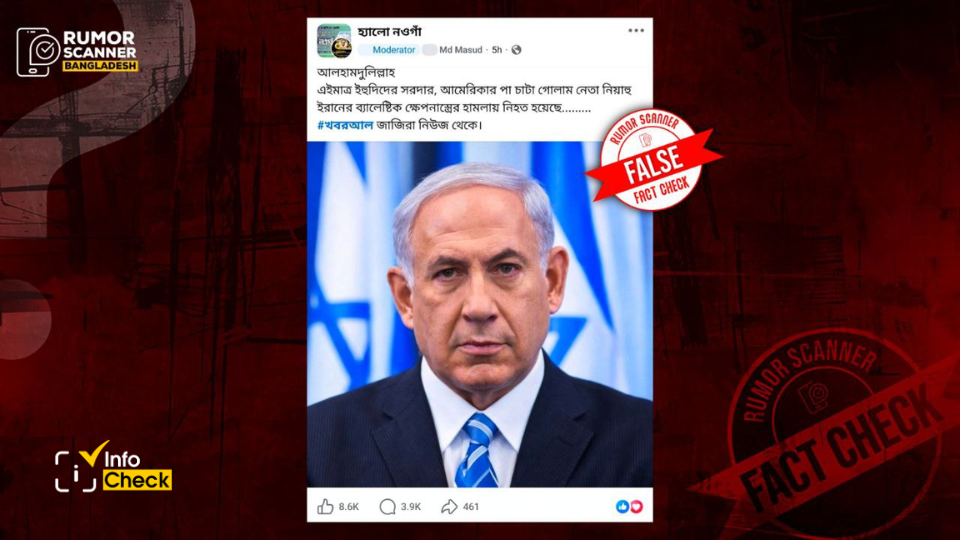 RUMOR
SCANNER
BANGLADESH
হ্যালো নওগাঁ
Moderator Md Masud · 5h ·
আলহামদুলিল্লাহ
এইমাত্র ইহুদিদের সরদার, আমেরিকার পা চাটা গোলাম নেতা নিয়াহু
ইরানের ব্যালেষ্টিক ক্ষেপনাস্ত্রের হামলায় নিহত হয়েছে.........
#খবরআল জাজিরা নিউজ থেকে।
RUMOR SCANNER
FALSE
FACT CHECK
RUMOR SCANNER
FACT CHECK
Info
Check
8.6K 3.9K 461